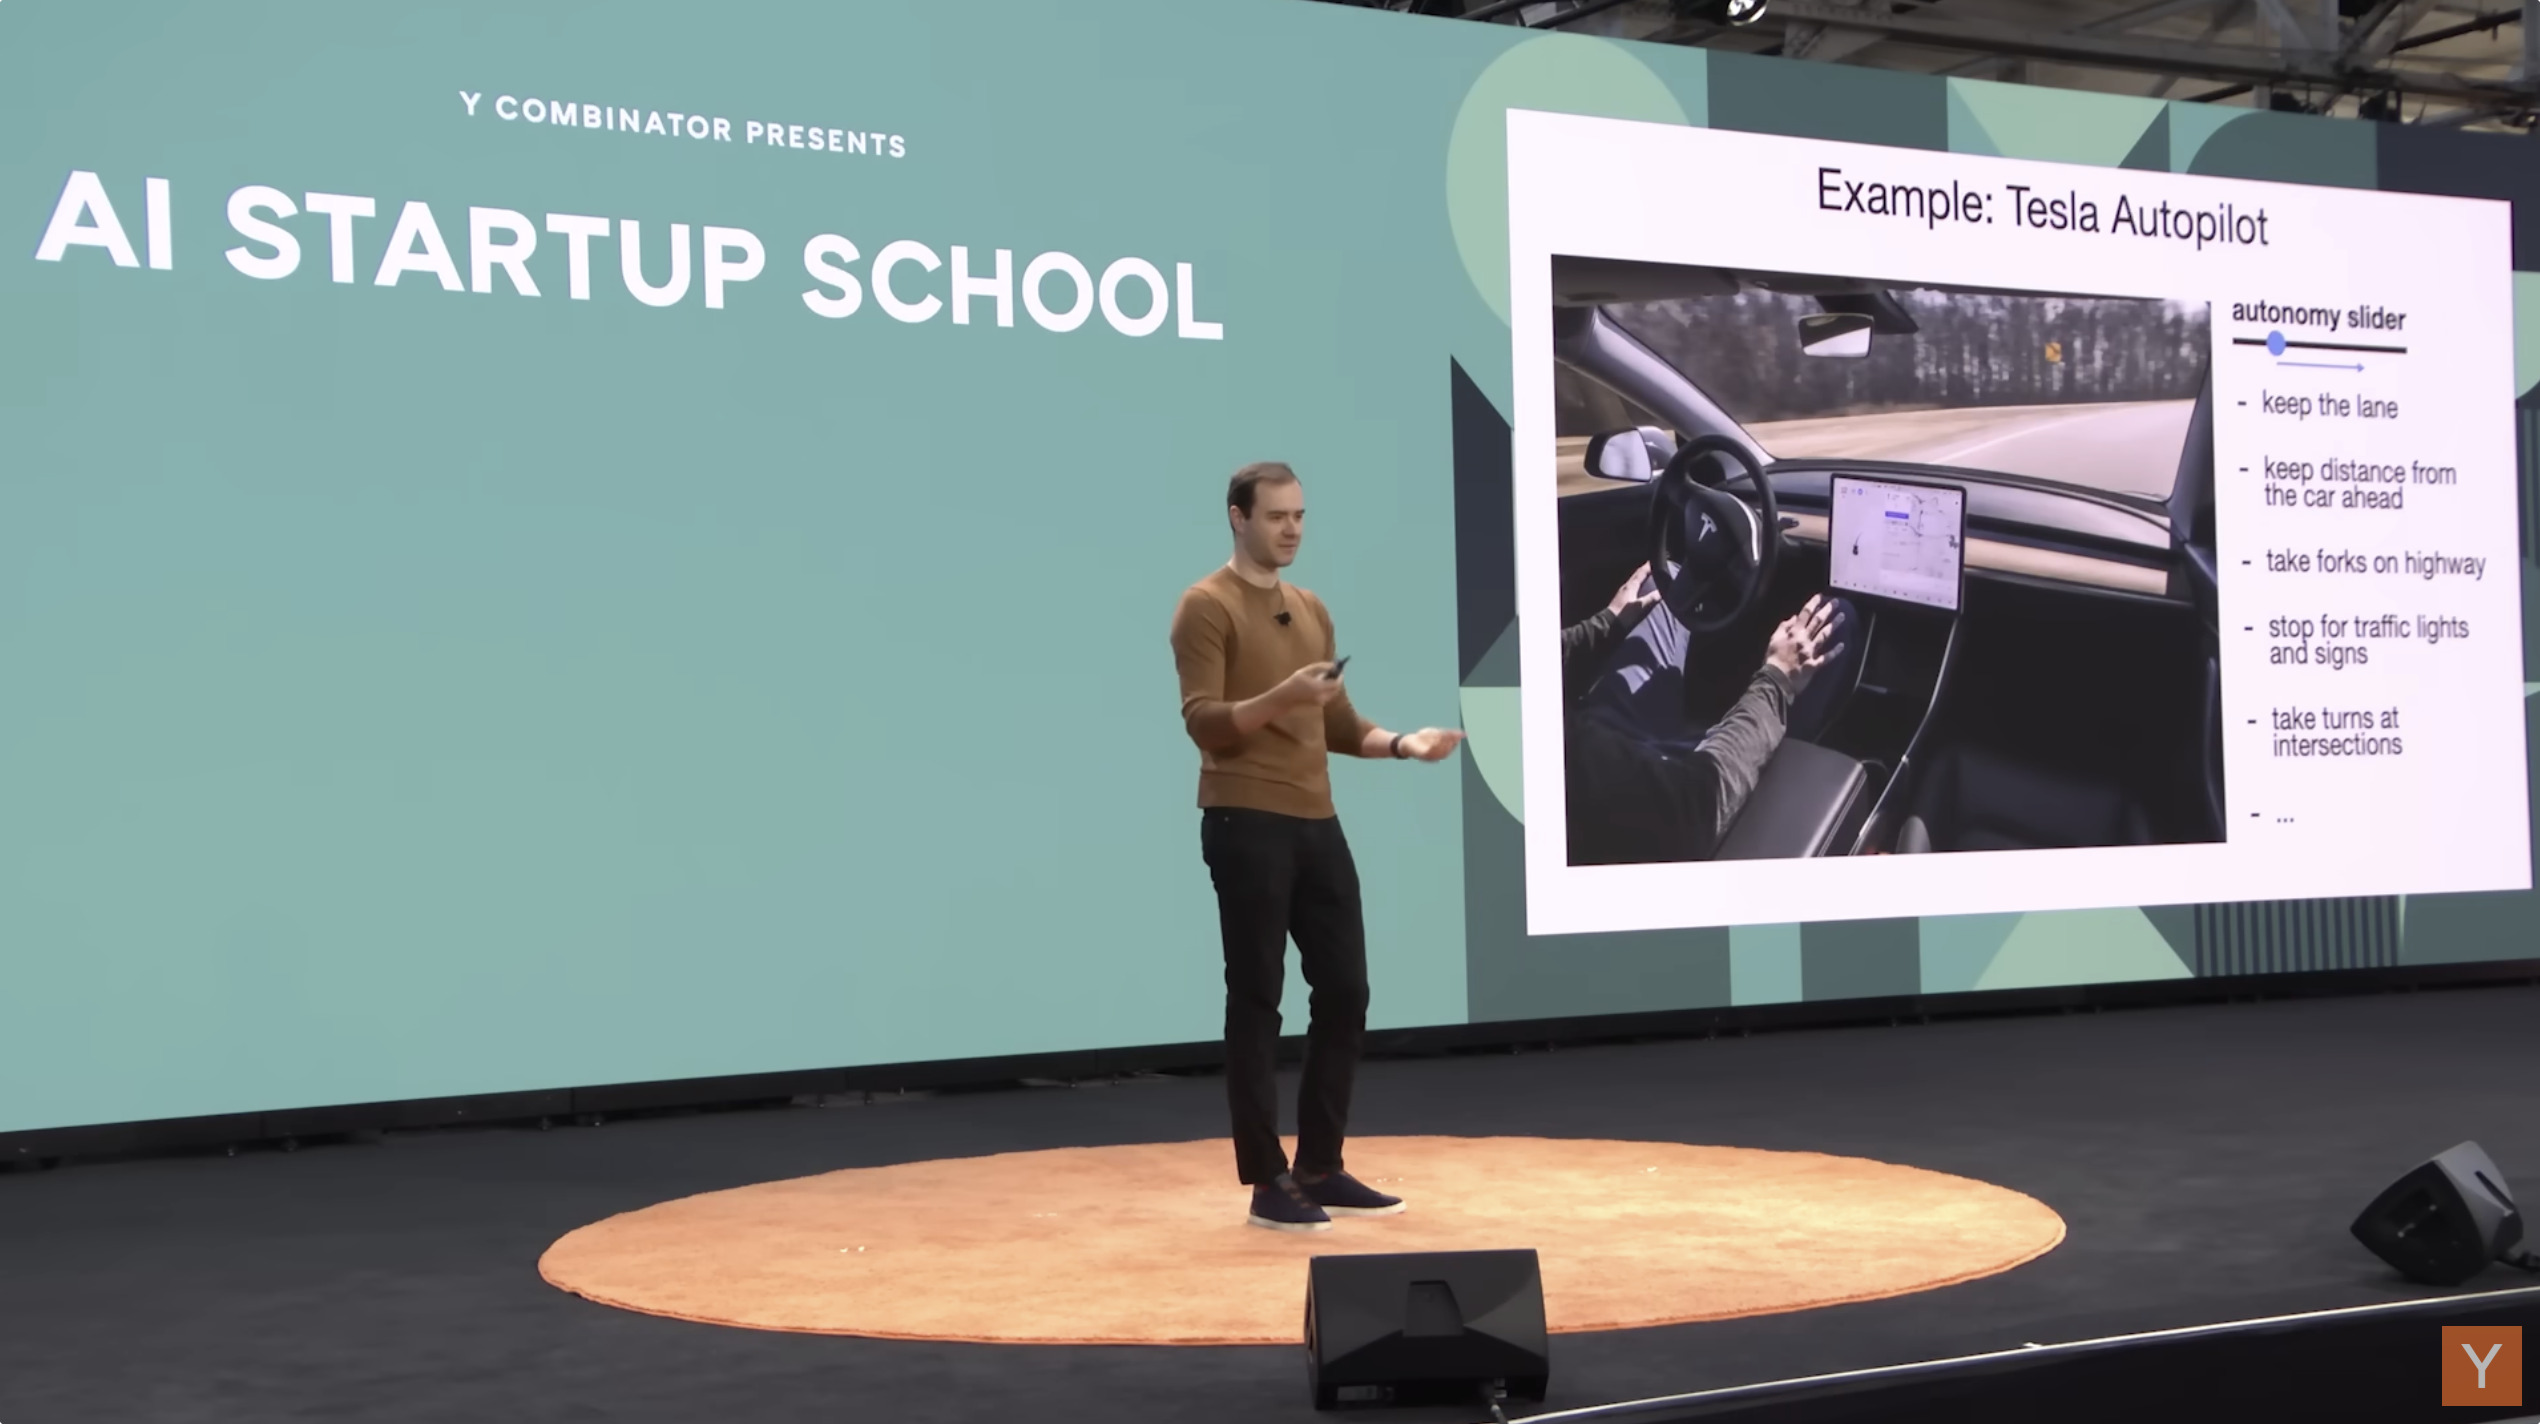 Y COMBINATOR PRESENTS
AI STARTUP SCHOOL
Example: Tesla Autopilot
autonomy slider
- keep the lane
- keep distance from
the car ahead
- take forks on highway
- stop for traffic lights
and signs
- take turns at
intersections
- ...
Y